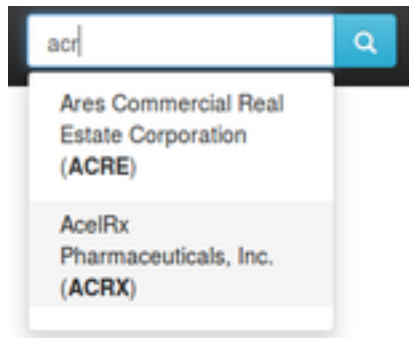 acr
Ares Commercial Real
Estate Corporation
(ACRE)
AcelRx
Pharmaceuticals, Inc.
(ACRX)